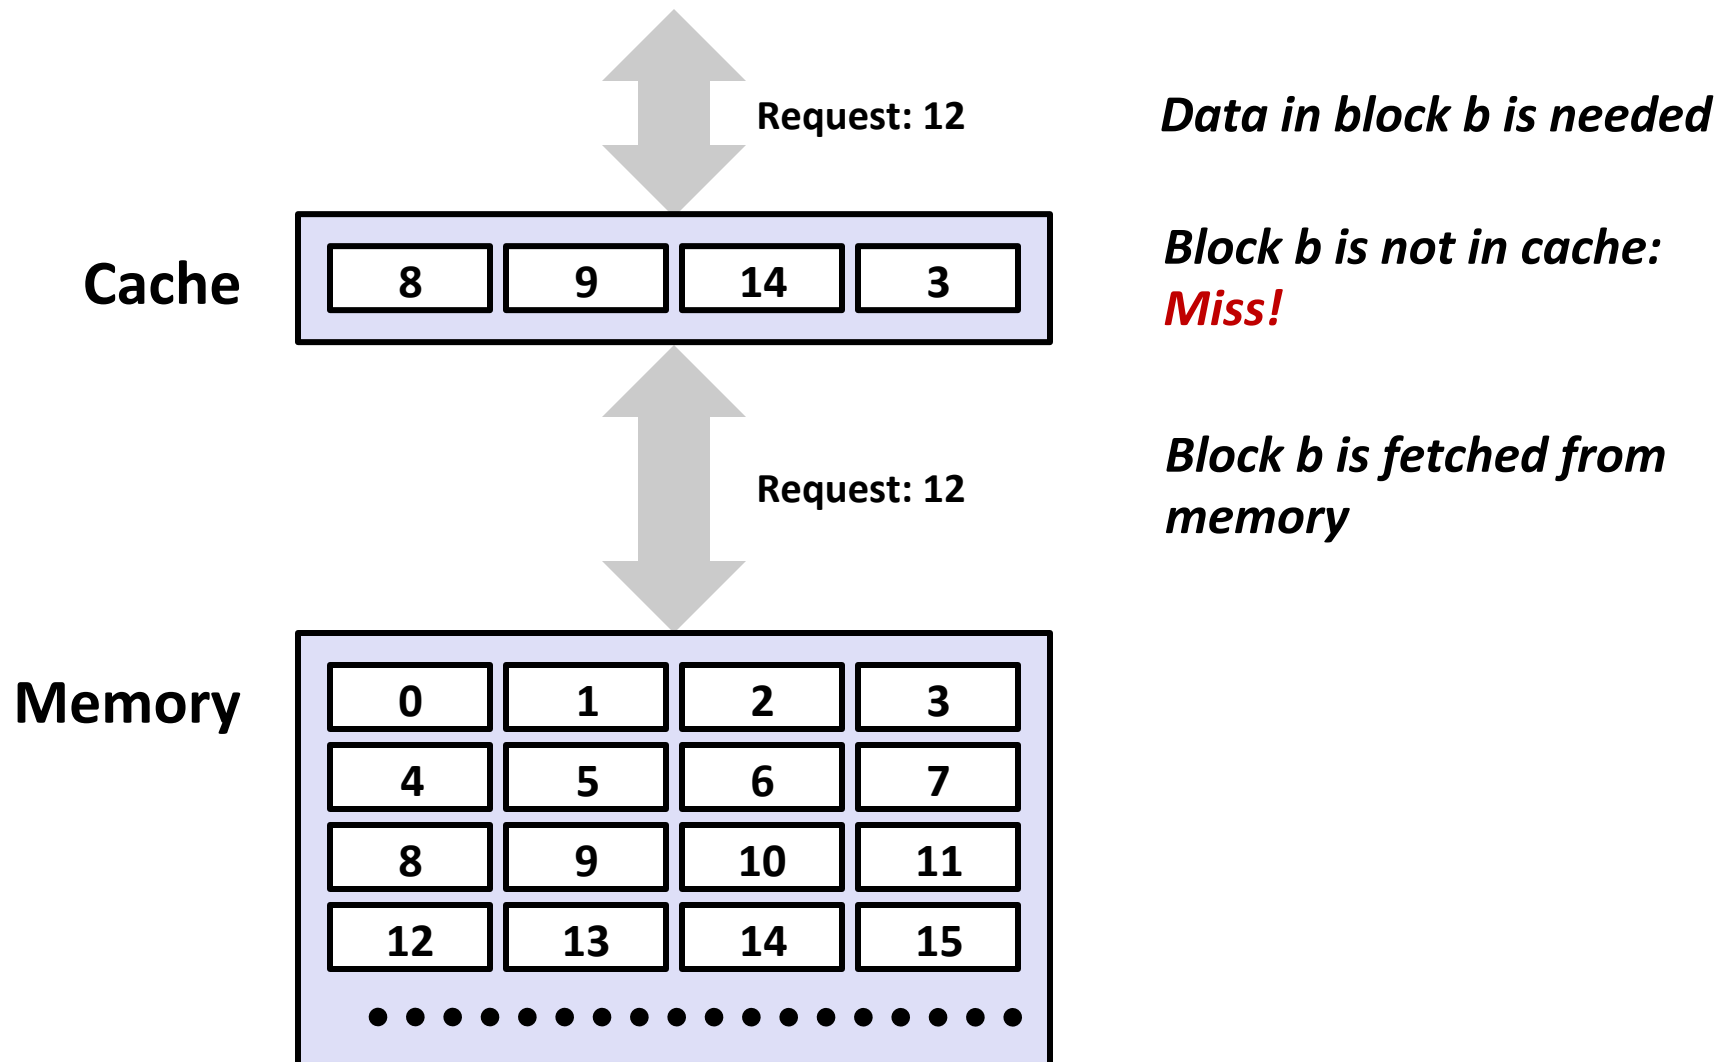 Request: 12
Data in block b is needed
Cache
8 9 14 3
Block b is not in cache:
Miss!
Request: 12
Block b is fetched from
memory
Memory
0 1 2 3
4 5 6 7
8 9 10 11
12 13 14 15